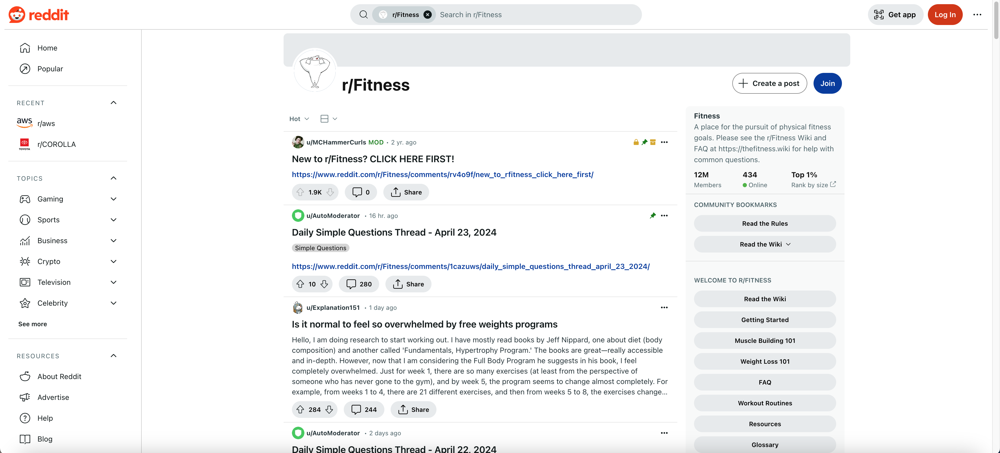 reddit
r/Fitness
Search in r/Fitness
Get app
Log In
Home
Popular
RECENT
aws
r/aws
TOYOTA
r/COROLLA
TOPICS
Gaming
Sports
Business
Crypto
Television
Celebrity
See more
RESOURCES
About Reddit
Advertise
Help
Blog
r/Fitness
Create a post
Join
Hot
u/MCHammerCurls MOD • 2 yr. ago
New to r/Fitness? CLICK HERE FIRST!
https://www.reddit.com/r/Fitness/comments/rv4o9f/new_to_rfitness_click_here_first/
1.9K
0
Share
u/AutoModerator • 16 hr. ago
Daily Simple Questions Thread - April 23, 2024
Simple Questions
https://www.reddit.com/r/Fitness/comments/1cazuws/daily_simple_questions_thread_april_23_2024/
10
280
Share
u/Explanation151 • 1 day ago
Is it normal to feel so overwhelmed by free weights programs
Hello, I am doing research to start working out. I have mostly read books by Jeff Nippard, one about diet (body
composition) and another called 'Fundamentals, Hypertrophy Program.' The books are great—really accessible
and in-depth. However, now that I am considering the Full Body Program he suggests in his book, I feel
completely overwhelmed. Just for week 1, there are so many exercises (at least from the perspective of
someone who has never gone to the gym), and by week 5, the program seems to change almost completely. For
example, from weeks 1 to 4, there are 21 different exercises, and then from weeks 5 to 8, the exercises change...
284
244
Share
u/AutoModerator • 2 days ago
Daily Simple Questions Thread - April 22, 2024
Fitness
A place for the pursuit of physical fitness
goals. Please see the r/Fitness Wiki and
FAQ at https://thefitness.wiki for help with
common questions.
12M
Members
434
Online
Top 1%
Rank by size
COMMUNITY BOOKMARKS
Read the Rules
Read the Wiki
WELCOME TO R/FITNESS
Read the Wiki
Getting Started
Muscle Building 101
Weight Loss 101
FAQ
Workout Routines
Resources
Glossary